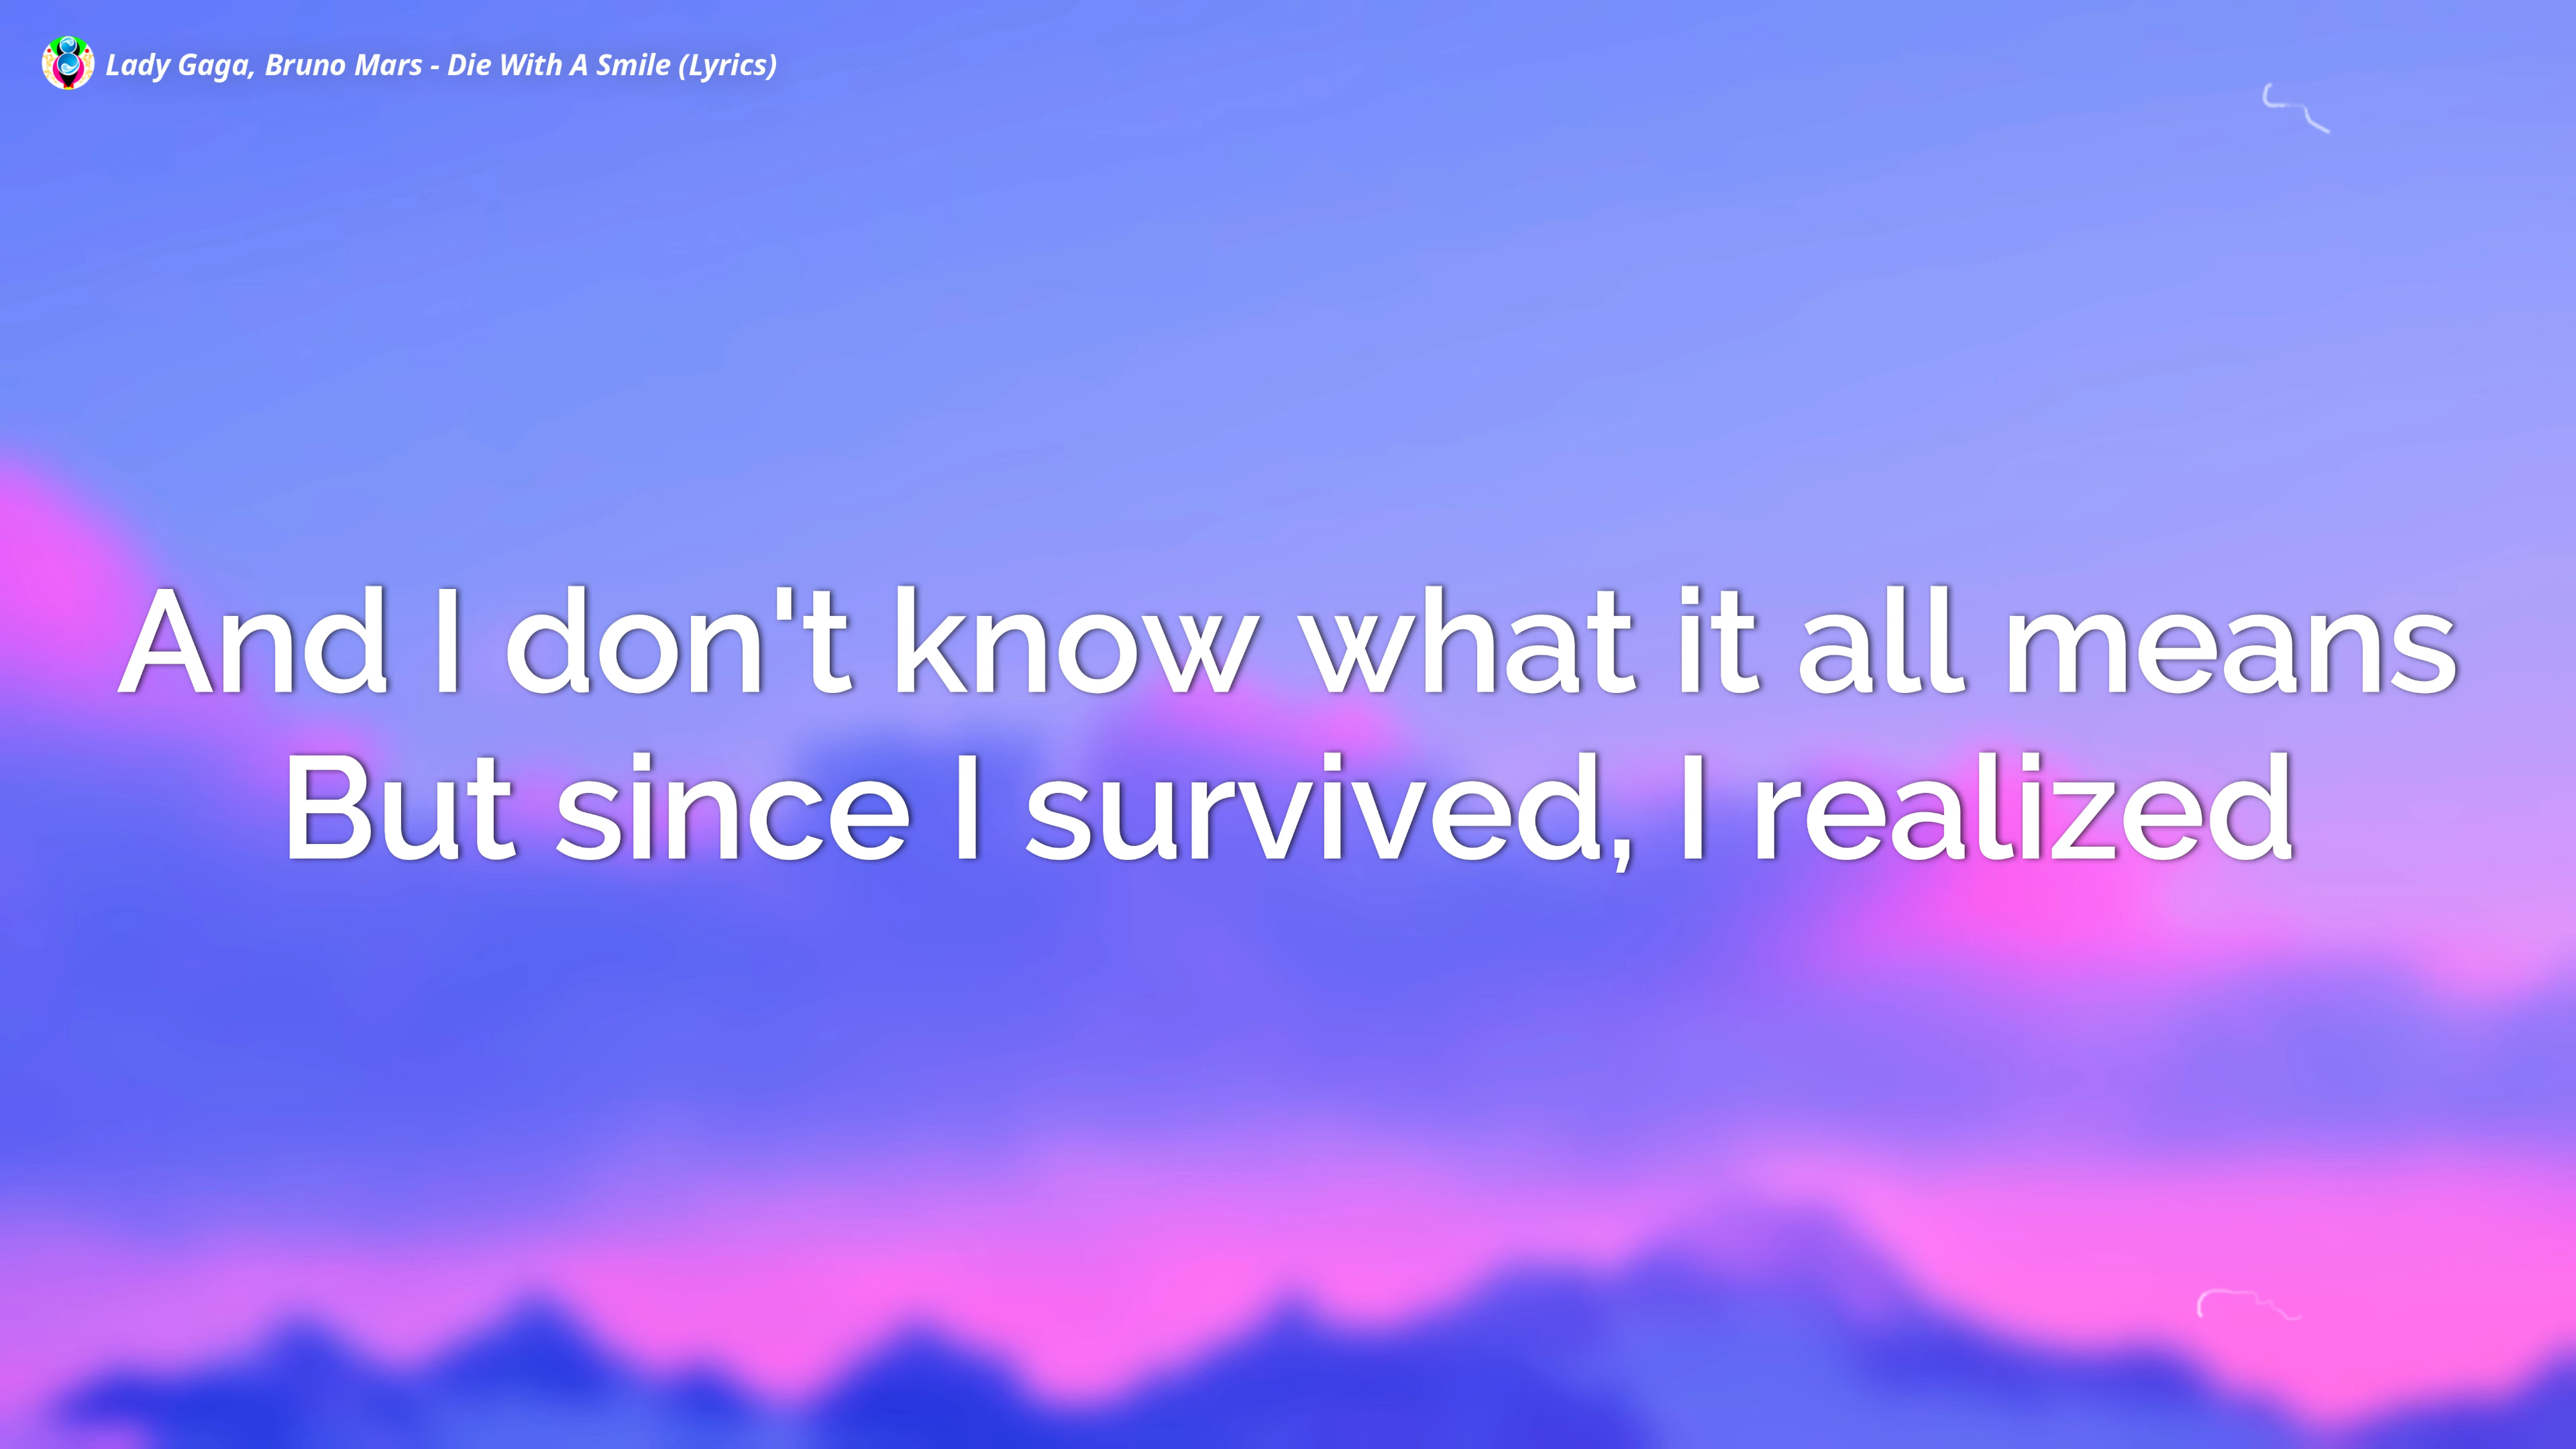 Lady Gaga, Bruno Mars - Die With A Smile (Lyrics)
And I don't know what it all means
But since I survived, I realized